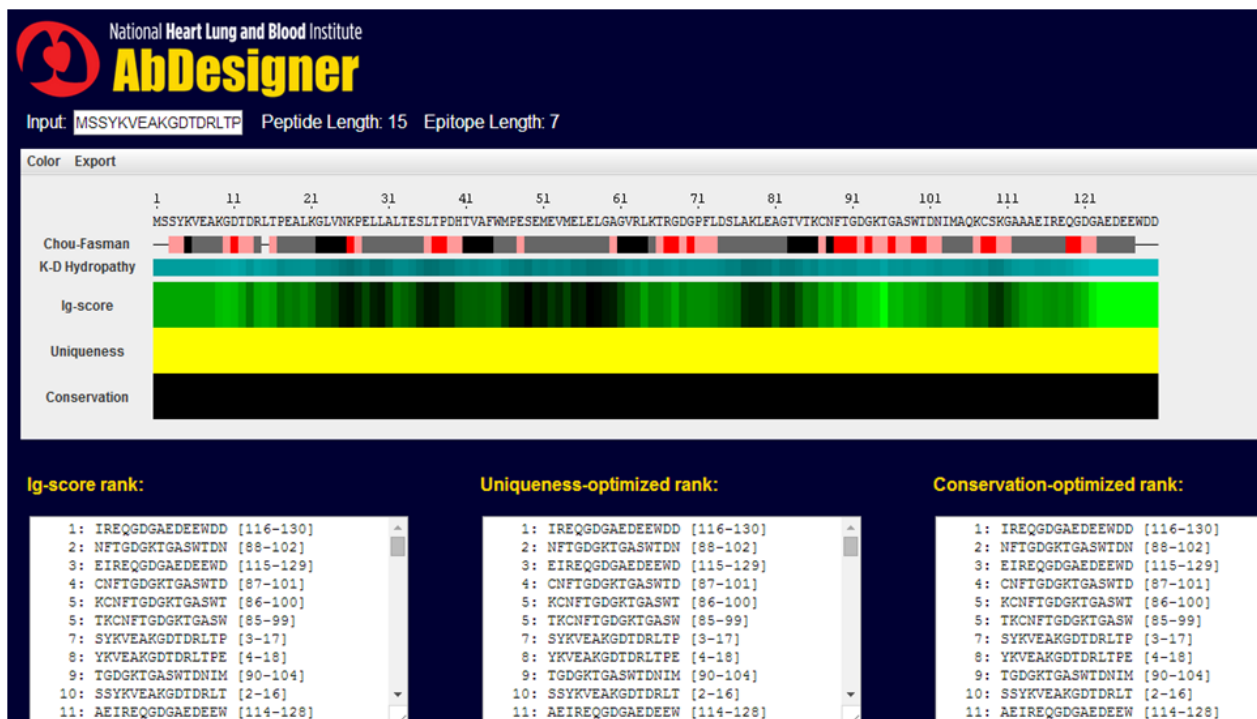 National Heart Lung and Blood Institute
AbDesigner
Input: MSSYKVEAKGDTDRLTP Peptide Length: 15 Epitope Length: 7
Color Export
1 11 21 31 41 51 61 71 81 91 101 111 121
MSSYKVEAKGDTDRLTPEALKGLVNKPELLALTESLTPDHTVAFWMPESEMEVMELELGAGVRLKTRGDGPFLDSLAKLEAGTVTKCNFTGDGKTGASWTDNIMAQKCSKGAAAEIREQGDGAEDEEWDD
Chou-Fasman
K-D Hydropathy
Ig-score
Uniqueness
Conservation
Ig-score rank:
1: IREQGDGAEDEEWDD [116-130]
2: NFTGDGKTGASWTDN [88-102]
3: EIREQGDGAEDEEWD [115-129]
4: CNFTGDGKTGASWTD [87-101]
5: KCNFTGDGKTGASWT [86-100]
5: TKCNFTGDGKTGASW [85-99]
7: SYKVEAKGDTDRLTP [3-17]
8: YKVEAKGDTDRLTPE [4-18]
9: TGDGKTGASWTDNIM [90-104]
10: SSYKVEAKGDTDRLT [2-16]
11: AEIREQGDGAEDEEW [114-128]
Uniqueness-optimized rank:
1: IREQGDGAEDEEWDD [116-130]
2: NFTGDGKTGASWTDN [88-102]
3: EIREQGDGAEDEEWD [115-129]
4: CNFTGDGKTGASWTD [87-101]
5: KCNFTGDGKTGASWT [86-100]
5: TKCNFTGDGKTGASW [85-99]
7: SYKVEAKGDTDRLTP [3-17]
8: YKVEAKGDTDRLTPE [4-18]
9: TGDGKTGASWTDNIM [90-104]
10: SSYKVEAKGDTDRLT [2-16]
11: AEIREQGDGAEDEEW [114-128]
Conservation-optimized rank:
1: IREQGDGAEDEEWDD [116-130]
2: NFTGDGKTGASWTDN [88-102]
3: EIREQGDGAEDEEWD [115-129]
4: CNFTGDGKTGASWTD [87-101]
5: KCNFTGDGKTGASWT [86-100]
5: TKCNFTGDGKTGASW [85-99]
7: SYKVEAKGDTDRLTP [3-17]
8: YKVEAKGDTDRLTPE [4-18]
9: TGDGKTGASWTDNIM [90-104]
10: SSYKVEAKGDTDRLT [2-16]
11: AEIREQGDGAEDEEW [114-128]